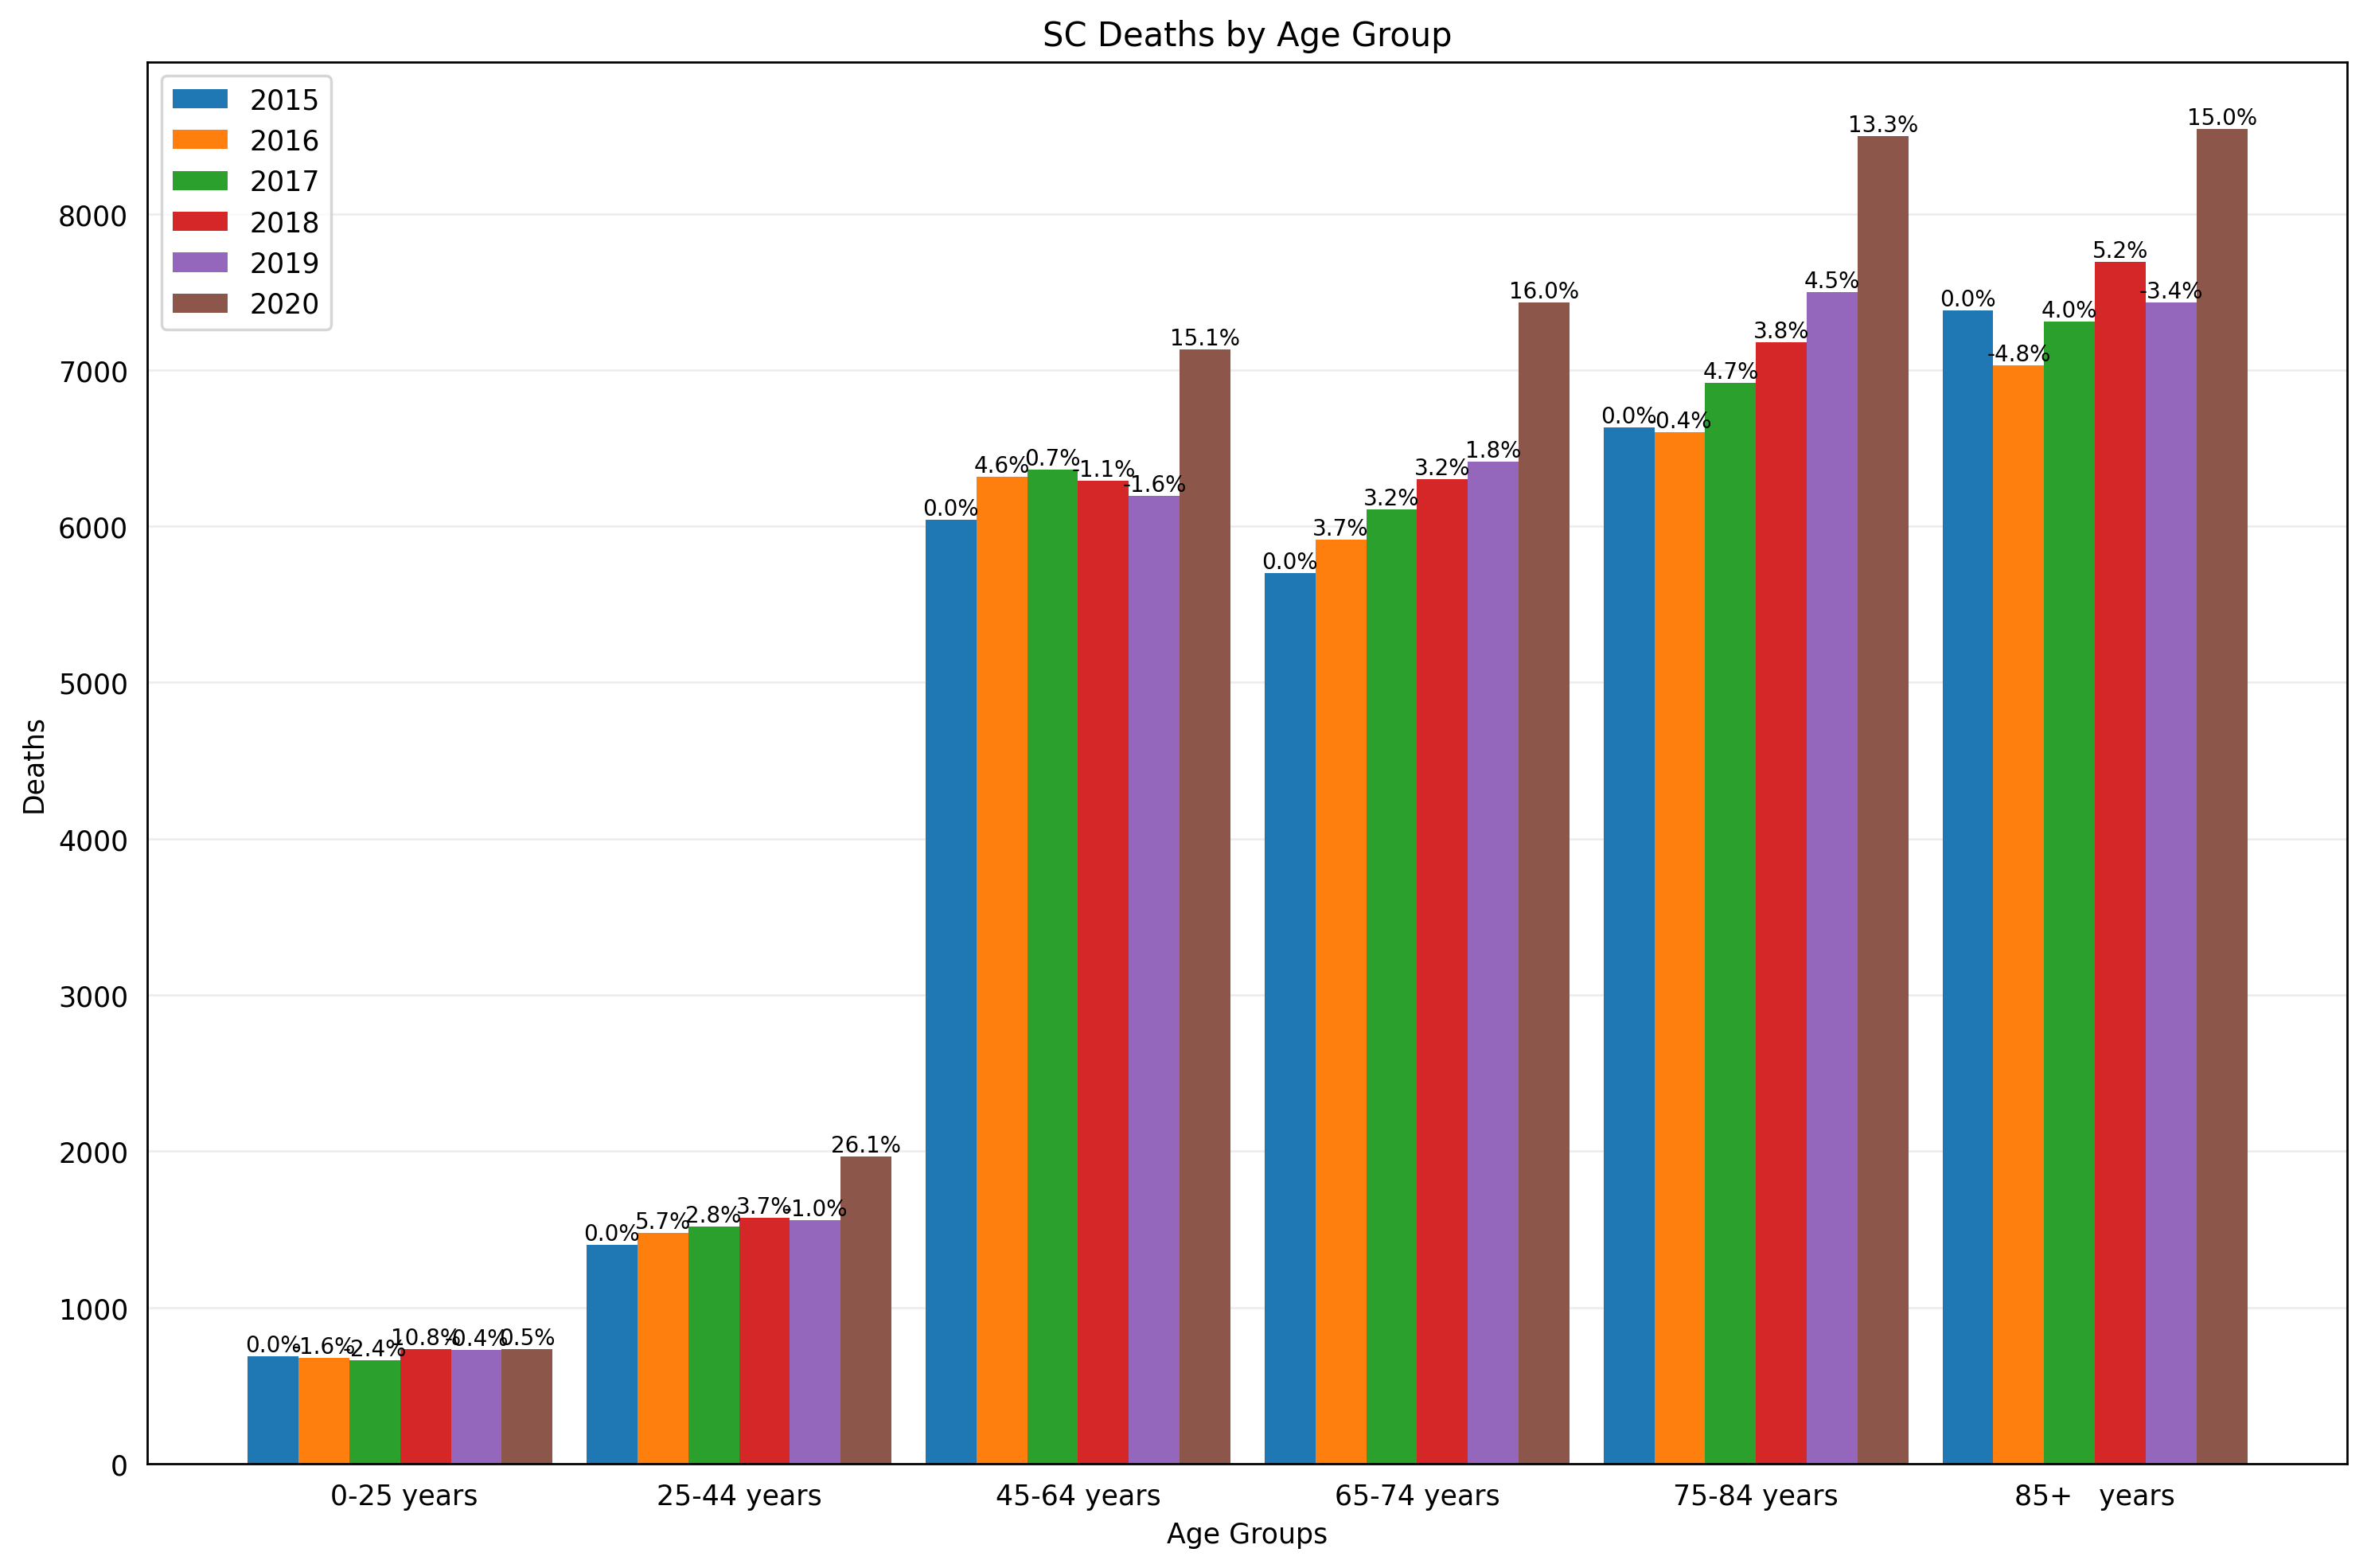 SC Deaths by Age Group
2015
2016
2017
2018
2019
2020
Deaths
8000
7000
6000
5000
4000
3000
2000
1000
0
0.0% -1.6% -2.4% 10.8% -0.4% 0.5%
0.0% 5.7% 2.8% 3.7% -1.0% 26.1%
0.0% 4.6% 0.7% -1.1% -1.6% 15.1%
0.0% 3.7% 3.2% 3.2% 1.8% 16.0%
0.0% -0.4% 4.7% 3.8% 4.5% 13.3%
0.0% -4.8% 4.0% 5.2% -3.4% 15.0%
0-25 years 25-44 years 45-64 years 65-74 years 75-84 years 85+ years
Age Groups